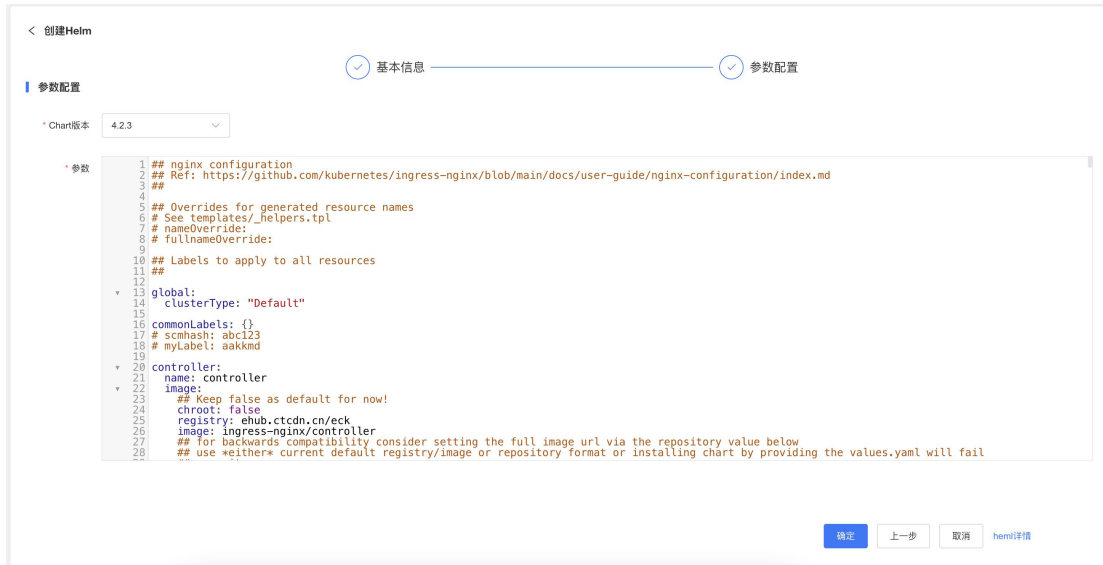 创建Helm
基本信息
参数配置
参数配置
* Chart版本 4.2.3
* 参数
1 ## nginx configuration
2 ## Ref: https://github.com/kubernetes/ingress-nginx/blob/main/docs/user-guide/nginx-configuration/index.md
3 ##
4
5 ## Overrides for generated resource names
6 # See templates/_helpers.tpl
7 # nameOverride:
8 # fullnameOverride:
9
10 ## Labels to apply to all resources
11 ##
12
13 global:
14 clusterType: "Default"
15
16 commonLabels: {}
17 # scmhash: abc123
18 # myLabel: aakkmd
19
20 controller:
21 name: controller
22 image:
23 ## Keep false as default for now!
24 chroot: false
25 registry: ehub.ctcdn.cn/eck
26 image: ingress-nginx/controller
27 ## for backwards compatibility consider setting the full image url via the repository value below
28 ## use *either* current default registry/image or repository format or installing chart by providing the values.yaml will fail
确定 上一步 取消 heml详情